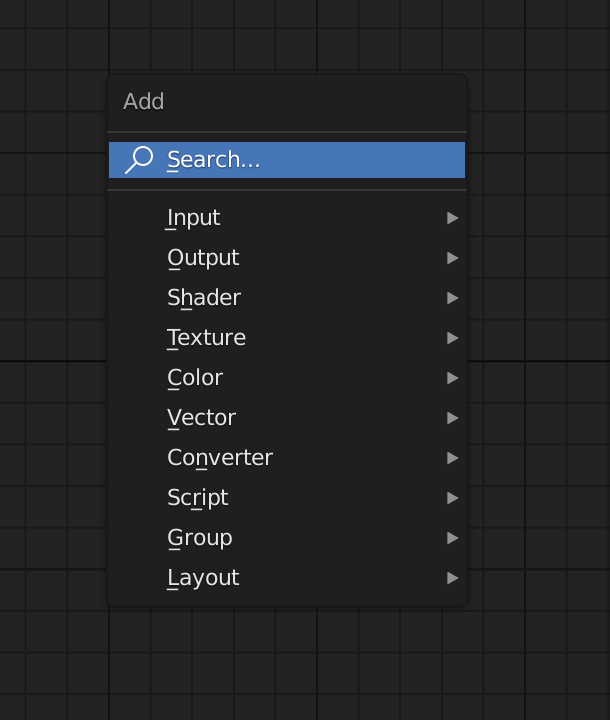 Add
Search...
Input
Output
Shader
Texture
Color
Vector
Converter
Script
Group
Layout